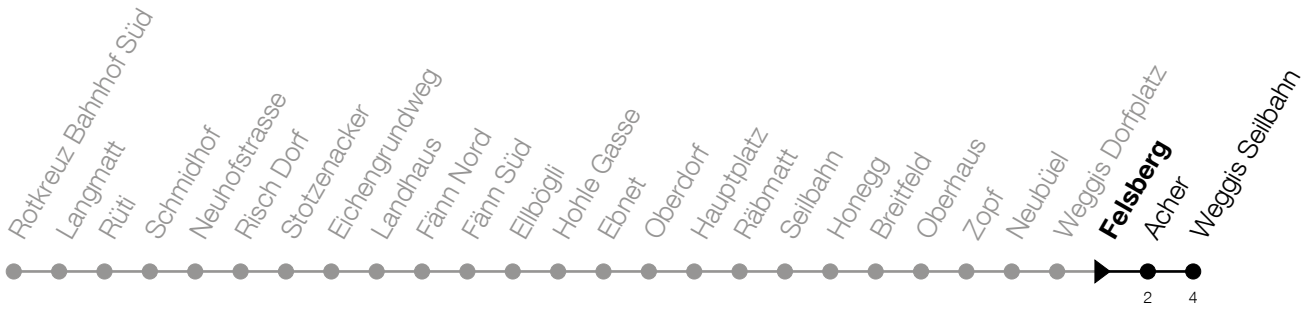 Rotkreuz Bahnhof Süd
Langmatt
Rüti
Schmidhof
Neuhofstrasse
Risch Dorf
Stotzenacker
Eichengrundweg
Landhaus
Fänn Nord
Fänn Süd
Ellbögli
Hohle Gasse
Ebnet
Oberdorf
Hauptplatz
Räbmatt
Seilbahn
Honegg
Breitfeld
Oberhaus
Zopf
Neubüel
Weggis Dorfplatz
Felsberg
Acher
Weggis Seilbahn
2
4